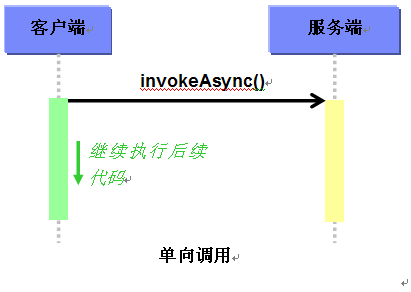 客户端
服务端
invokeAsync()
继续执行后续
代码
单向调用